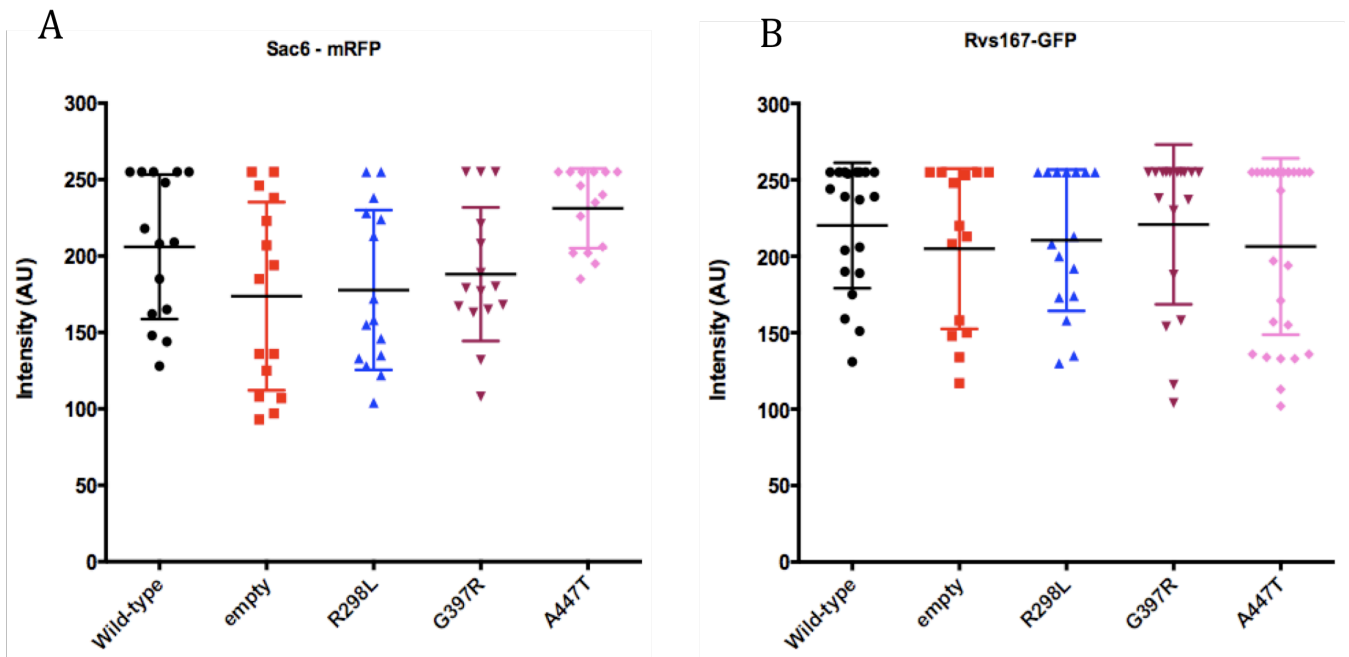 A
Sac6 - mRFP
Intensity (AU)
300
250
200
150
100
50
0
Wild-type
empty
R298L
G397R
A447T
B
Rvs167-GFP
Intensity (AU)
300
250
200
150
100
50
0
Wild-type
empty
R298L
G397R
A447T